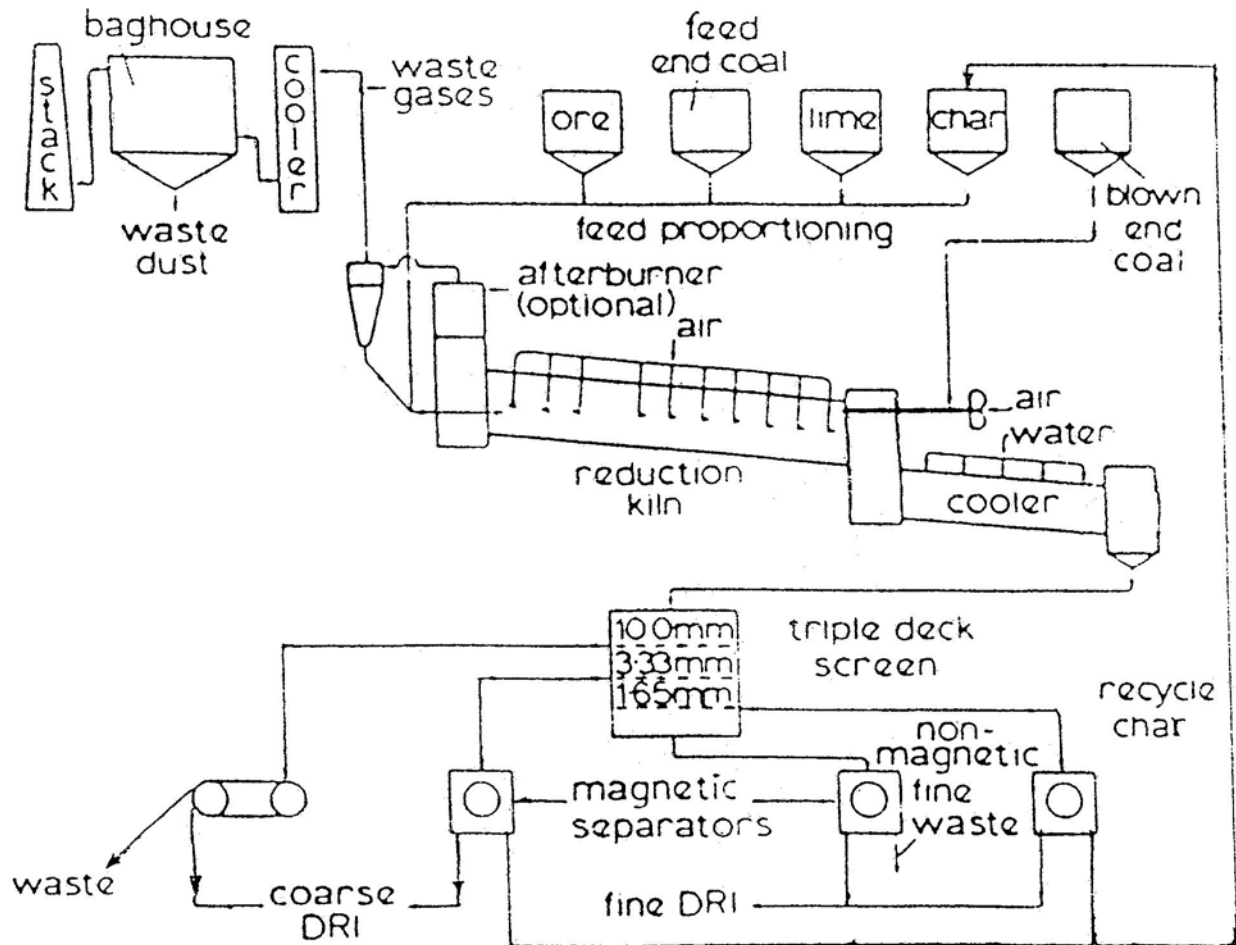 baghouse
stack
cooler
waste
gases
waste
dust
feed
end coal
ore
lime
char
blown
end
coal
feed proportioning
afterburner
(optional)
air
air
water
reduction
kiln
cooler
10.0mm
3.33mm
1.65mm
triple deck
screen
recycle
char
non-
magnetic
fine
waste
magnetic
separators
waste
coarse
DRI
fine DRI